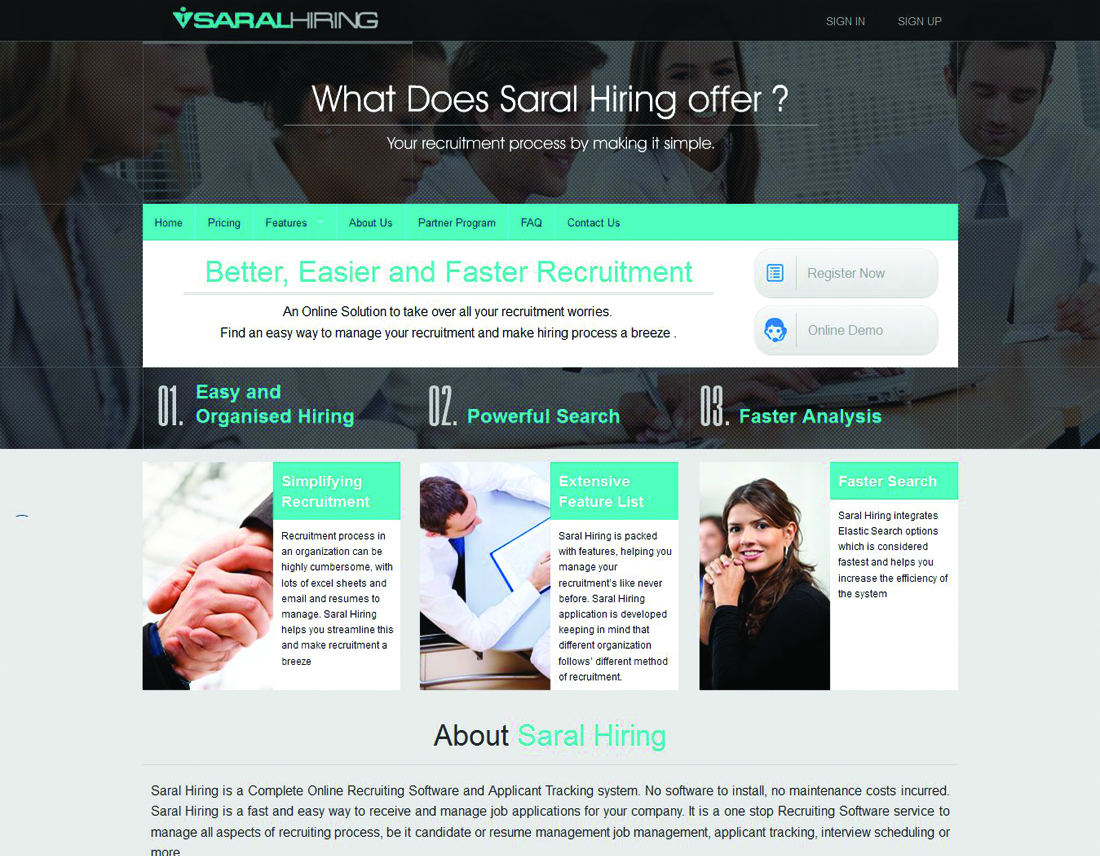 SARALHIRING
SIGN IN
SIGN UP
What Does Saral Hiring offer ?
Your recruitment process by making it simple.
Home
Pricing
Features
About Us
Partner Program
FAQ
Contact Us
Better, Easier and Faster Recruitment
An Online Solution to take over all your recruitment worries.
Find an easy way to manage your recruitment and make hiring process a breeze .
Register Now
Online Demo
01.
Easy and
Organised Hiring
02.
Powerful Search
03.
Faster Analysis
Simplifying
Recruitment
Recruitment process in
an organization can be
highly cumbersome, with
lots of excel sheets and
email and resumes to
manage. Saral Hiring
helps you streamline this
and make recruitment a
breeze
Extensive
Feature List
Saral Hiring is packed
with features, helping you
manage your
recruitment's like never
before. Saral Hiring
application is developed
keeping in mind that
different organization
follows' different method
of recruitment.
Faster Search
Saral Hiring integrates
Elastic Search options
which is considered
fastest and helps you
increase the efficiency of
the system
About Saral Hiring
Saral Hiring is a Complete Online Recruiting Software and Applicant Tracking system. No software to install, no maintenance costs incurred.
Saral Hiring is a fast and easy way to receive and manage job applications for your company. It is a one stop Recruiting Software service to
manage all aspects of recruiting process, be it candidate or resume management job management, applicant tracking, interview scheduling or
more